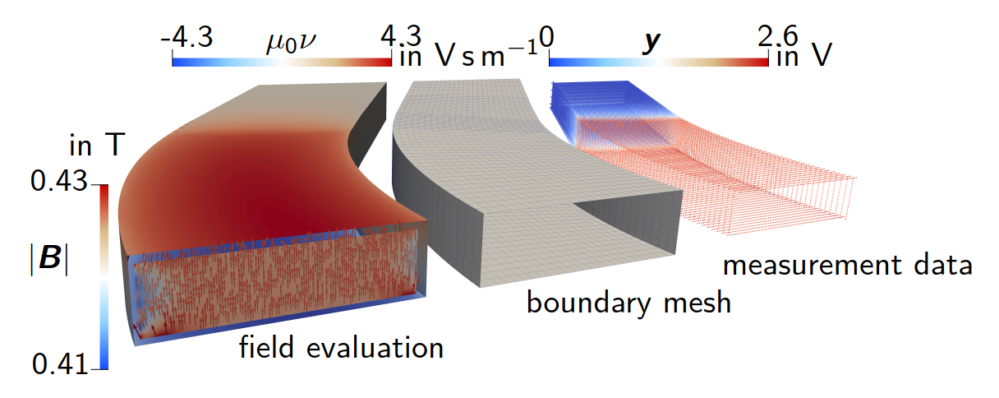 -4.3 μ₀ν 4.3 in V s m⁻¹
0 y 2.6 in V
in T
0.43
|B|
0.41
measurement data
boundary mesh
field evaluation